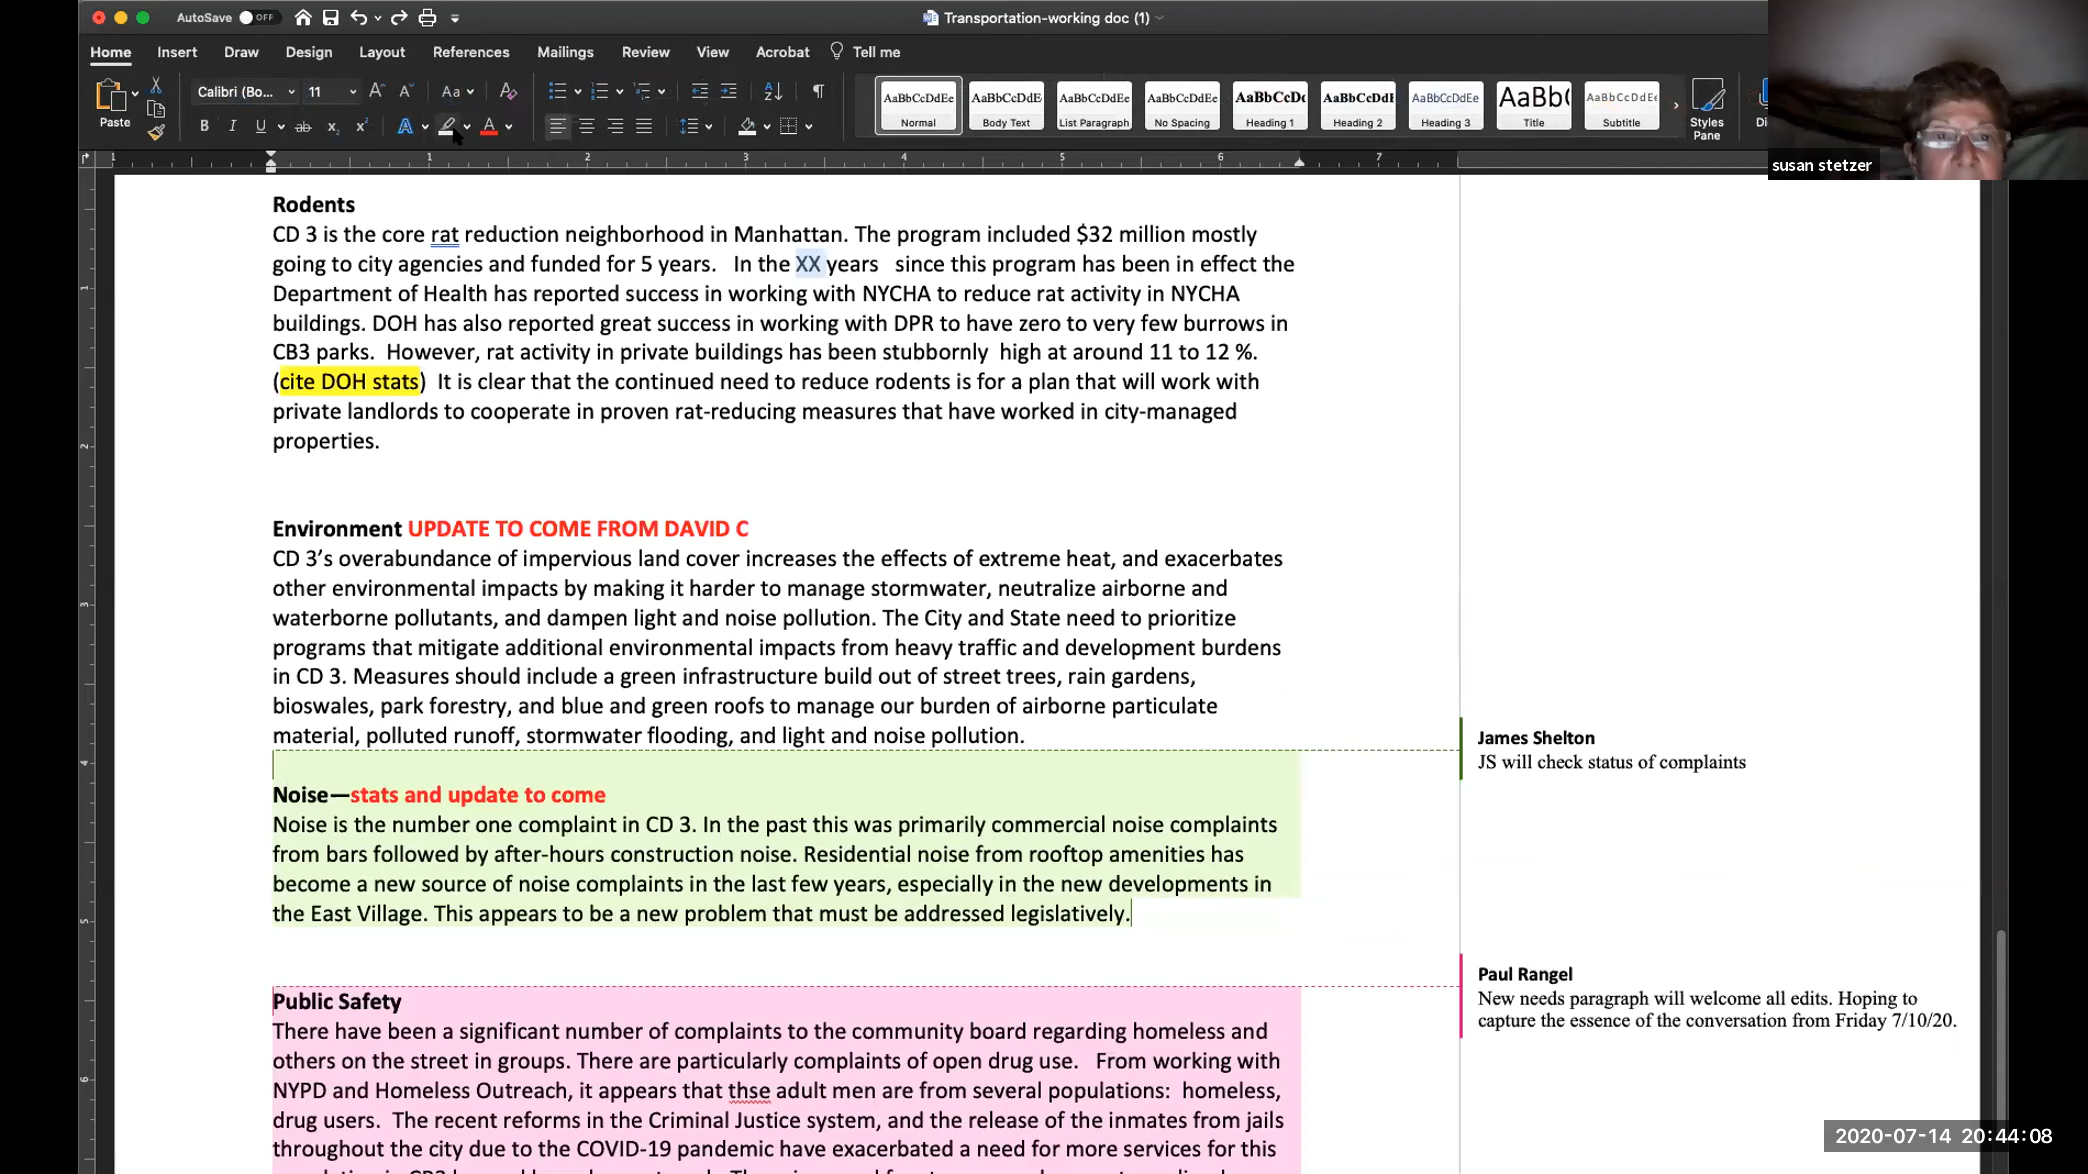 AutoSave OFF
Transportation-working doc (1)
Home Insert Draw Design Layout References Mailings Review View Acrobat Tell me
Paste
Calibri (Bo... 11
AaBbCcDdEe Normal
AaBbCcDdE Body Text
AaBbCcDdEe List Paragraph
AaBbCcDdEe No Spacing
AaBbCcDc Heading 1
AaBbCcDdI Heading 2
AaBbCcDdEe Heading 3
AaBb( Title
AaBbCcDdEe Subtitle
Styles
Pane
susan stetzer
Rodents
CD 3 is the core rat reduction neighborhood in Manhattan. The program included $32 million mostly
going to city agencies and funded for 5 years. In the XX years since this program has been in effect the
Department of Health has reported success in working with NYCHA to reduce rat activity in NYCHA
buildings. DOH has also reported great success in working with DPR to have zero to very few burrows in
CB3 parks. However, rat activity in private buildings has been stubbornly high at around 11 to 12 %.
(cite DOH stats) It is clear that the continued need to reduce rodents is for a plan that will work with
private landlords to cooperate in proven rat-reducing measures that have worked in city-managed
properties.
Environment UPDATE TO COME FROM DAVID C
CD 3’s overabundance of impervious land cover increases the effects of extreme heat, and exacerbates
other environmental impacts by making it harder to manage stormwater, neutralize airborne and
waterborne pollutants, and dampen light and noise pollution. The City and State need to prioritize
programs that mitigate additional environmental impacts from heavy traffic and development burdens
in CD 3. Measures should include a green infrastructure build out of street trees, rain gardens,
bioswales, park forestry, and blue and green roofs to manage our burden of airborne particulate
material, polluted runoff, stormwater flooding, and light and noise pollution.
James Shelton
JS will check status of complaints
Noise—stats and update to come
Noise is the number one complaint in CD 3. In the past this was primarily commercial noise complaints
from bars followed by after-hours construction noise. Residential noise from rooftop amenities has
become a new source of noise complaints in the last few years, especially in the new developments in
the East Village. This appears to be a new problem that must be addressed legislatively.
Paul Rangel
New needs paragraph will welcome all edits. Hoping to
capture the essence of the conversation from Friday 7/10/20.
Public Safety
There have been a significant number of complaints to the community board regarding homeless and
others on the street in groups. There are particularly complaints of open drug use. From working with
NYPD and Homeless Outreach, it appears that thse adult men are from several populations: homeless,
drug users. The recent reforms in the Criminal Justice system, and the release of the inmates from jails
throughout the city due to the COVID-19 pandemic have exacerbated a need for more services for this
2020-07-14 20:44:08